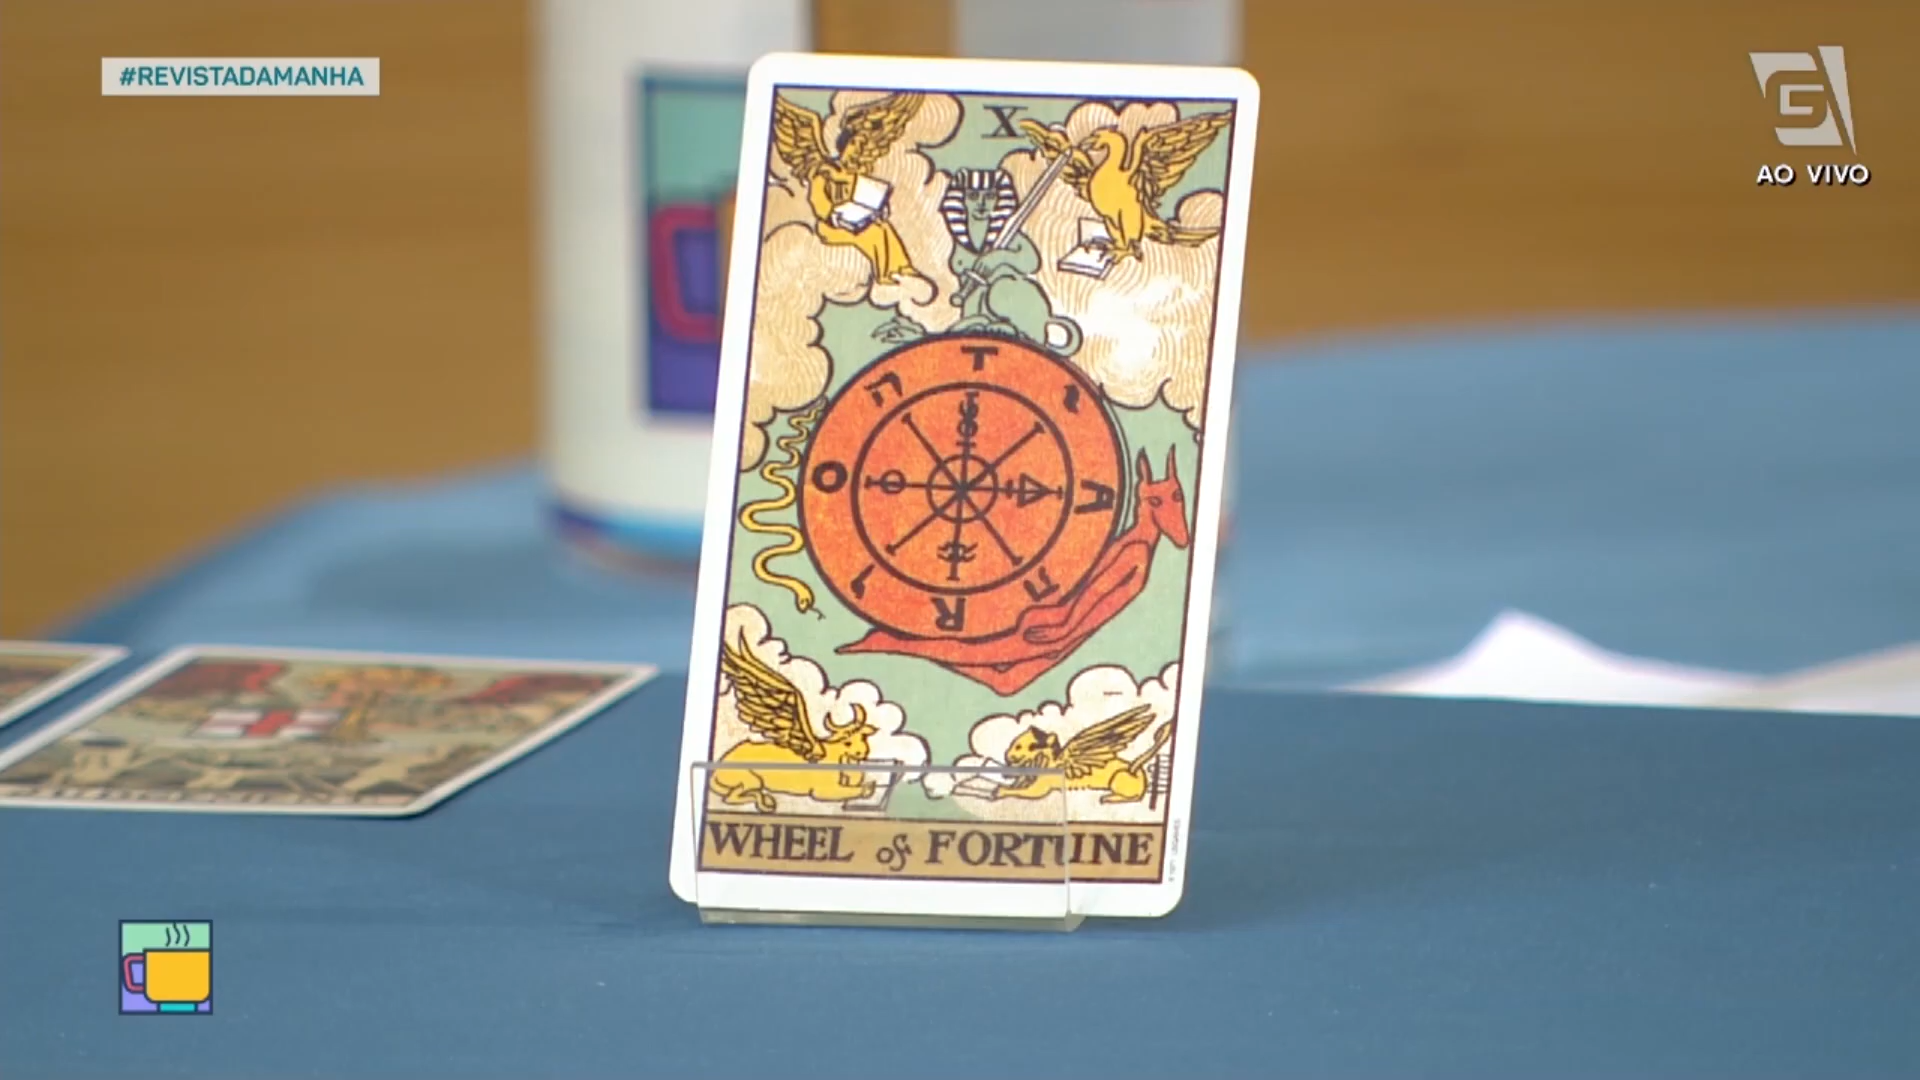 #REVISTADAMANHA
AO VIVO
X
T
A
R
O
ה
י
ו
ה
WHEEL of FORTUNE